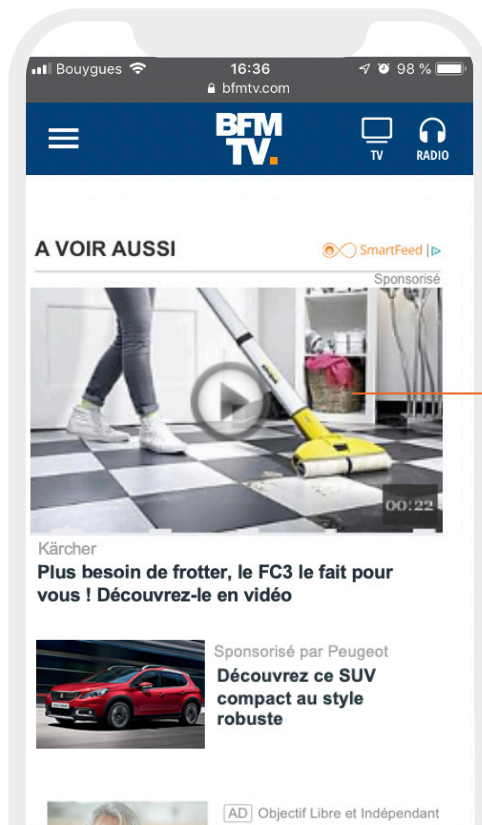 Bouygues 16:36 98 %
bfmtv.com
BFM
TV.
TV RADIO
A VOIR AUSSI SmartFeed
Sponsorisé
00:22
Kärcher
Plus besoin de frotter, le FC3 le fait pour
vous ! Découvrez-le en vidéo
Sponsorisé par Peugeot
Découvrez ce SUV
compact au style
robuste
AD Objectif Libre et Indépendant